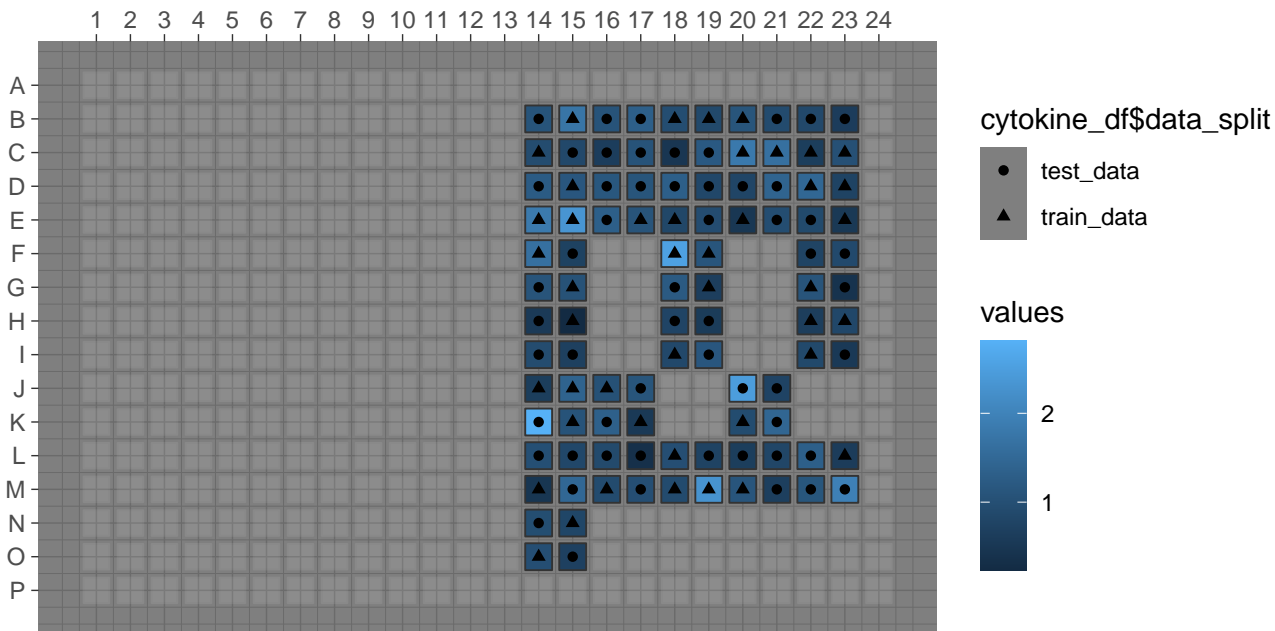 1 2 3 4 5 6 7 8 9 10 11 12 13 14 15 16 17 18 19 20 21 22 23 24
A
B
C
D
E
F
G
H
I
J
K
L
M
N
O
P
cytokine_df$data_split
test_data
train_data
values
2
1